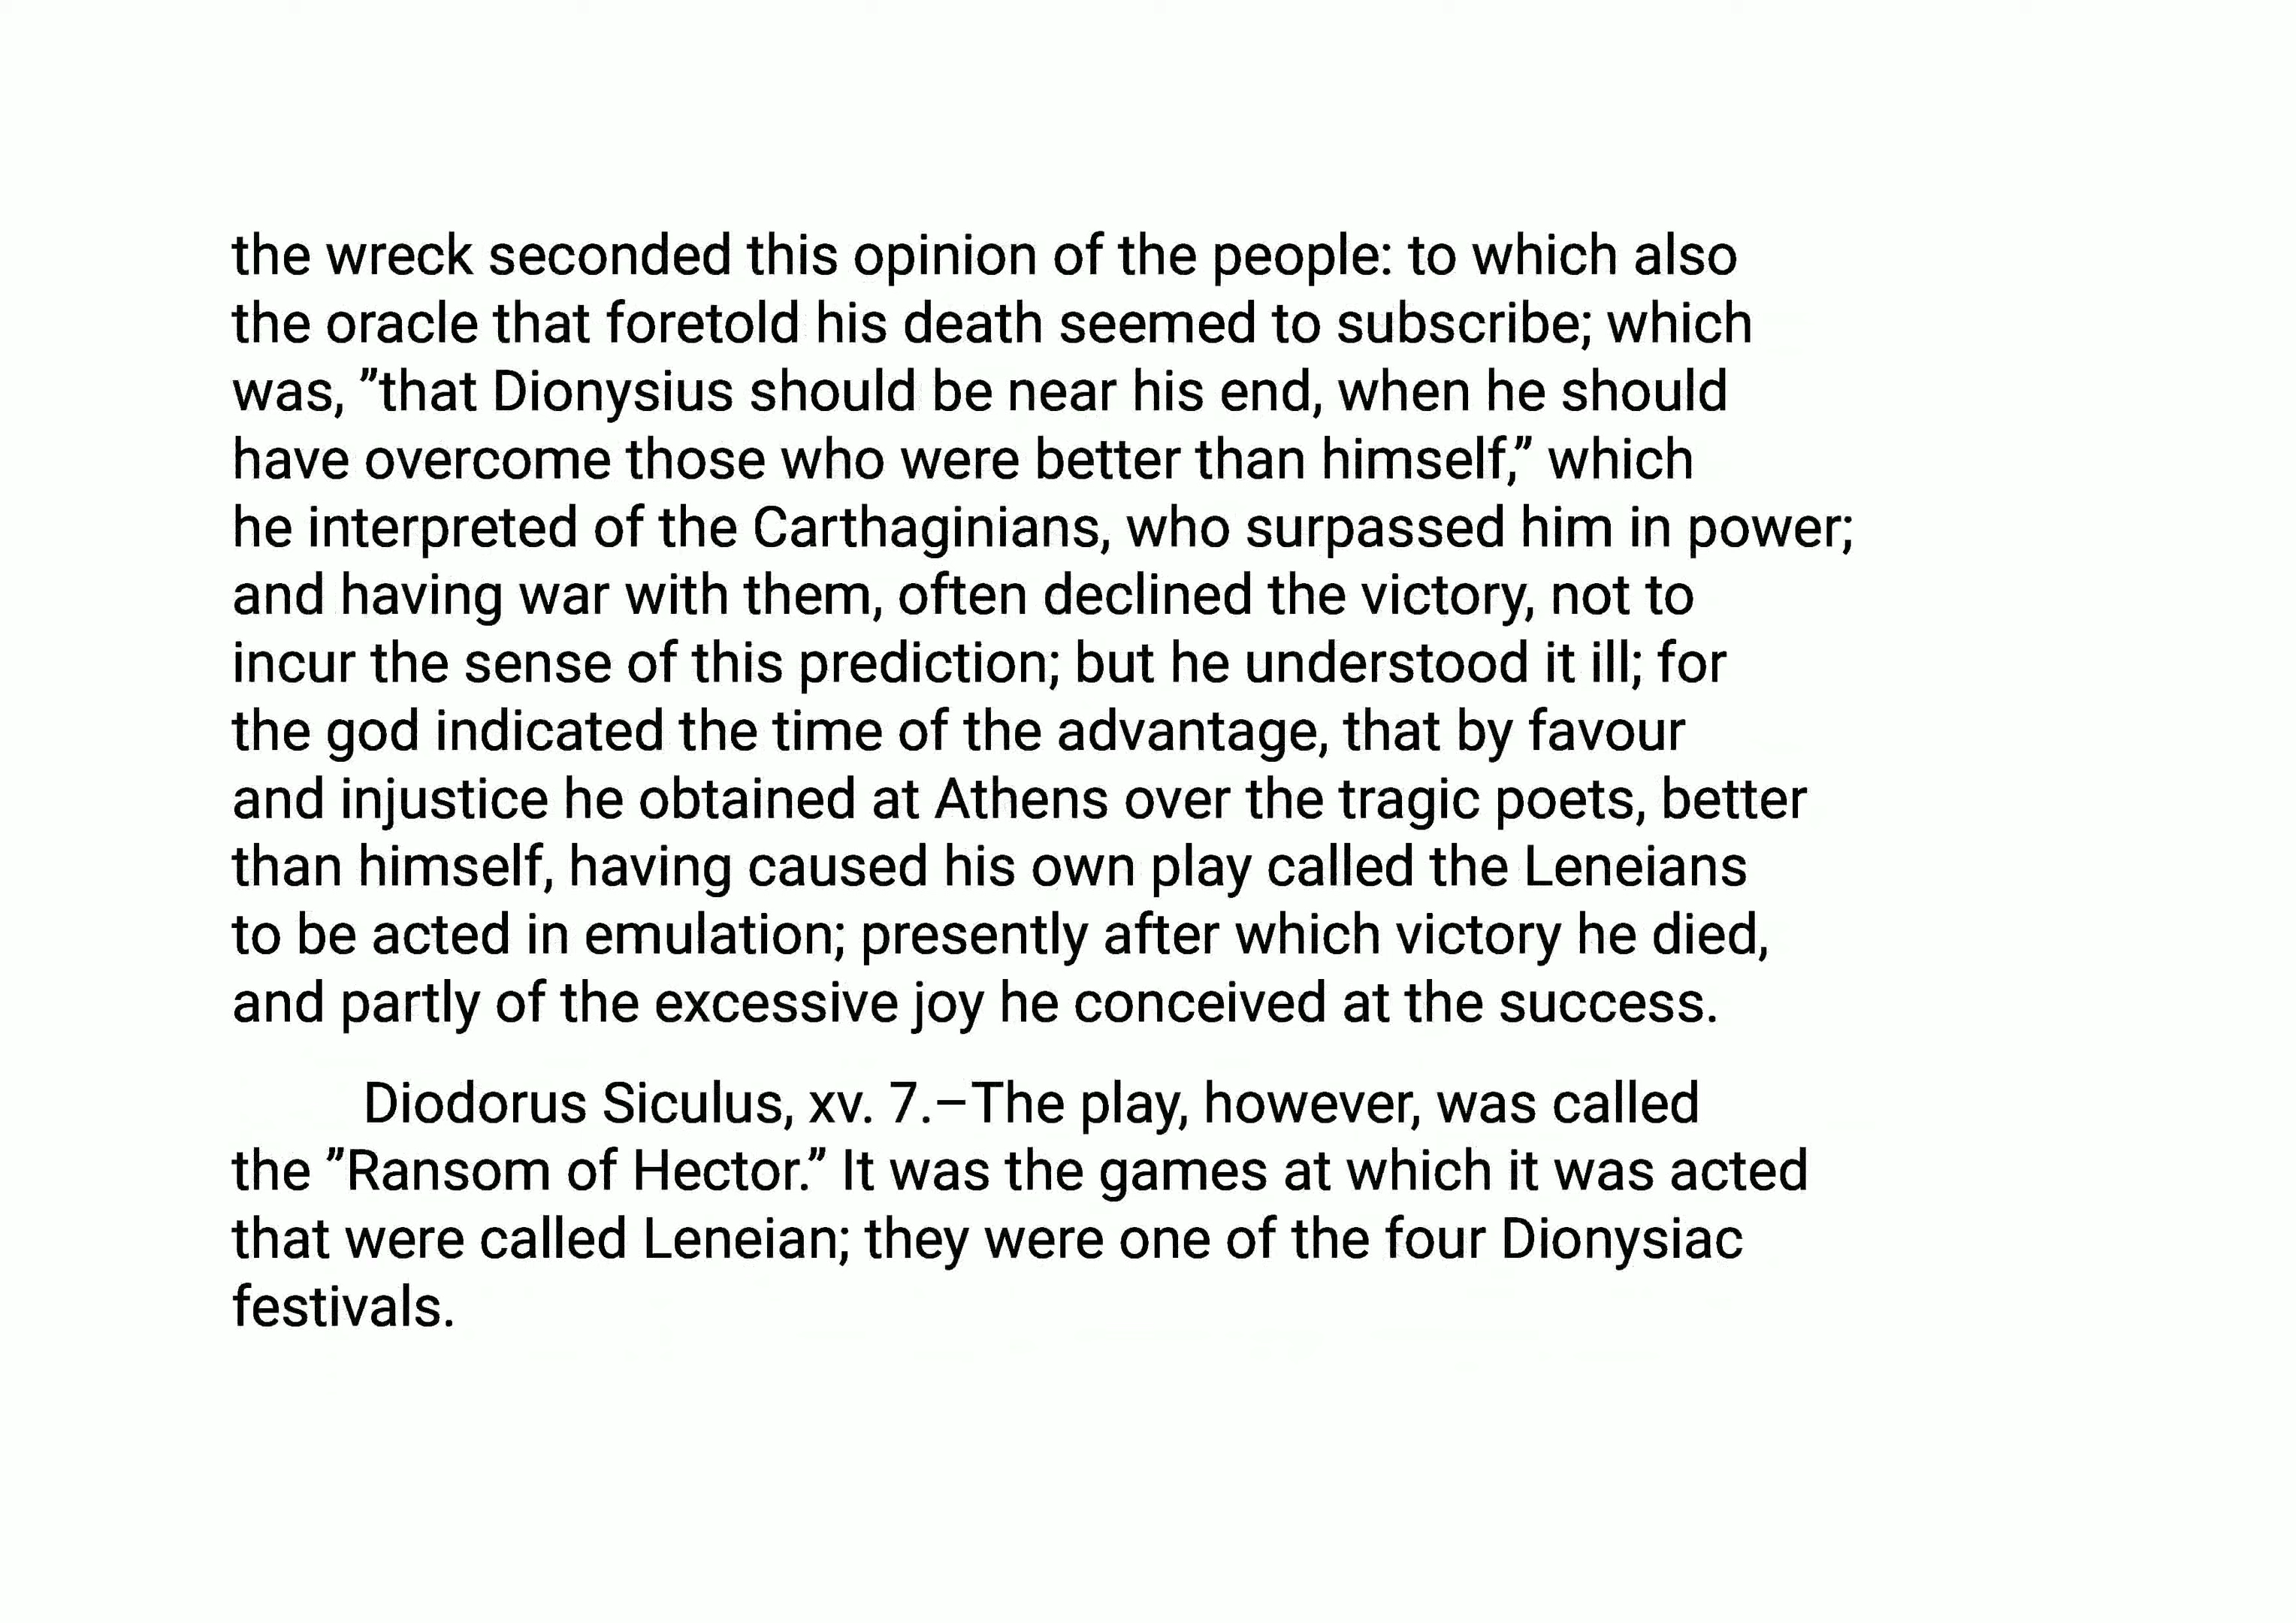 the wreck seconded this opinion of the people: to which also
the oracle that foretold his death seemed to subscribe; which
was, ”that Dionysius should be near his end, when he should
have overcome those who were better than himself,” which
he interpreted of the Carthaginians, who surpassed him in power;
and having war with them, often declined the victory, not to
incur the sense of this prediction; but he understood it ill; for
the god indicated the time of the advantage, that by favour
and injustice he obtained at Athens over the tragic poets, better
than himself, having caused his own play called the Leneians
to be acted in emulation; presently after which victory he died,
and partly of the excessive joy he conceived at the success.
Diodorus Siculus, xv. 7.—The play, however, was called
the ”Ransom of Hector.” It was the games at which it was acted
that were called Leneian; they were one of the four Dionysiac
festivals.